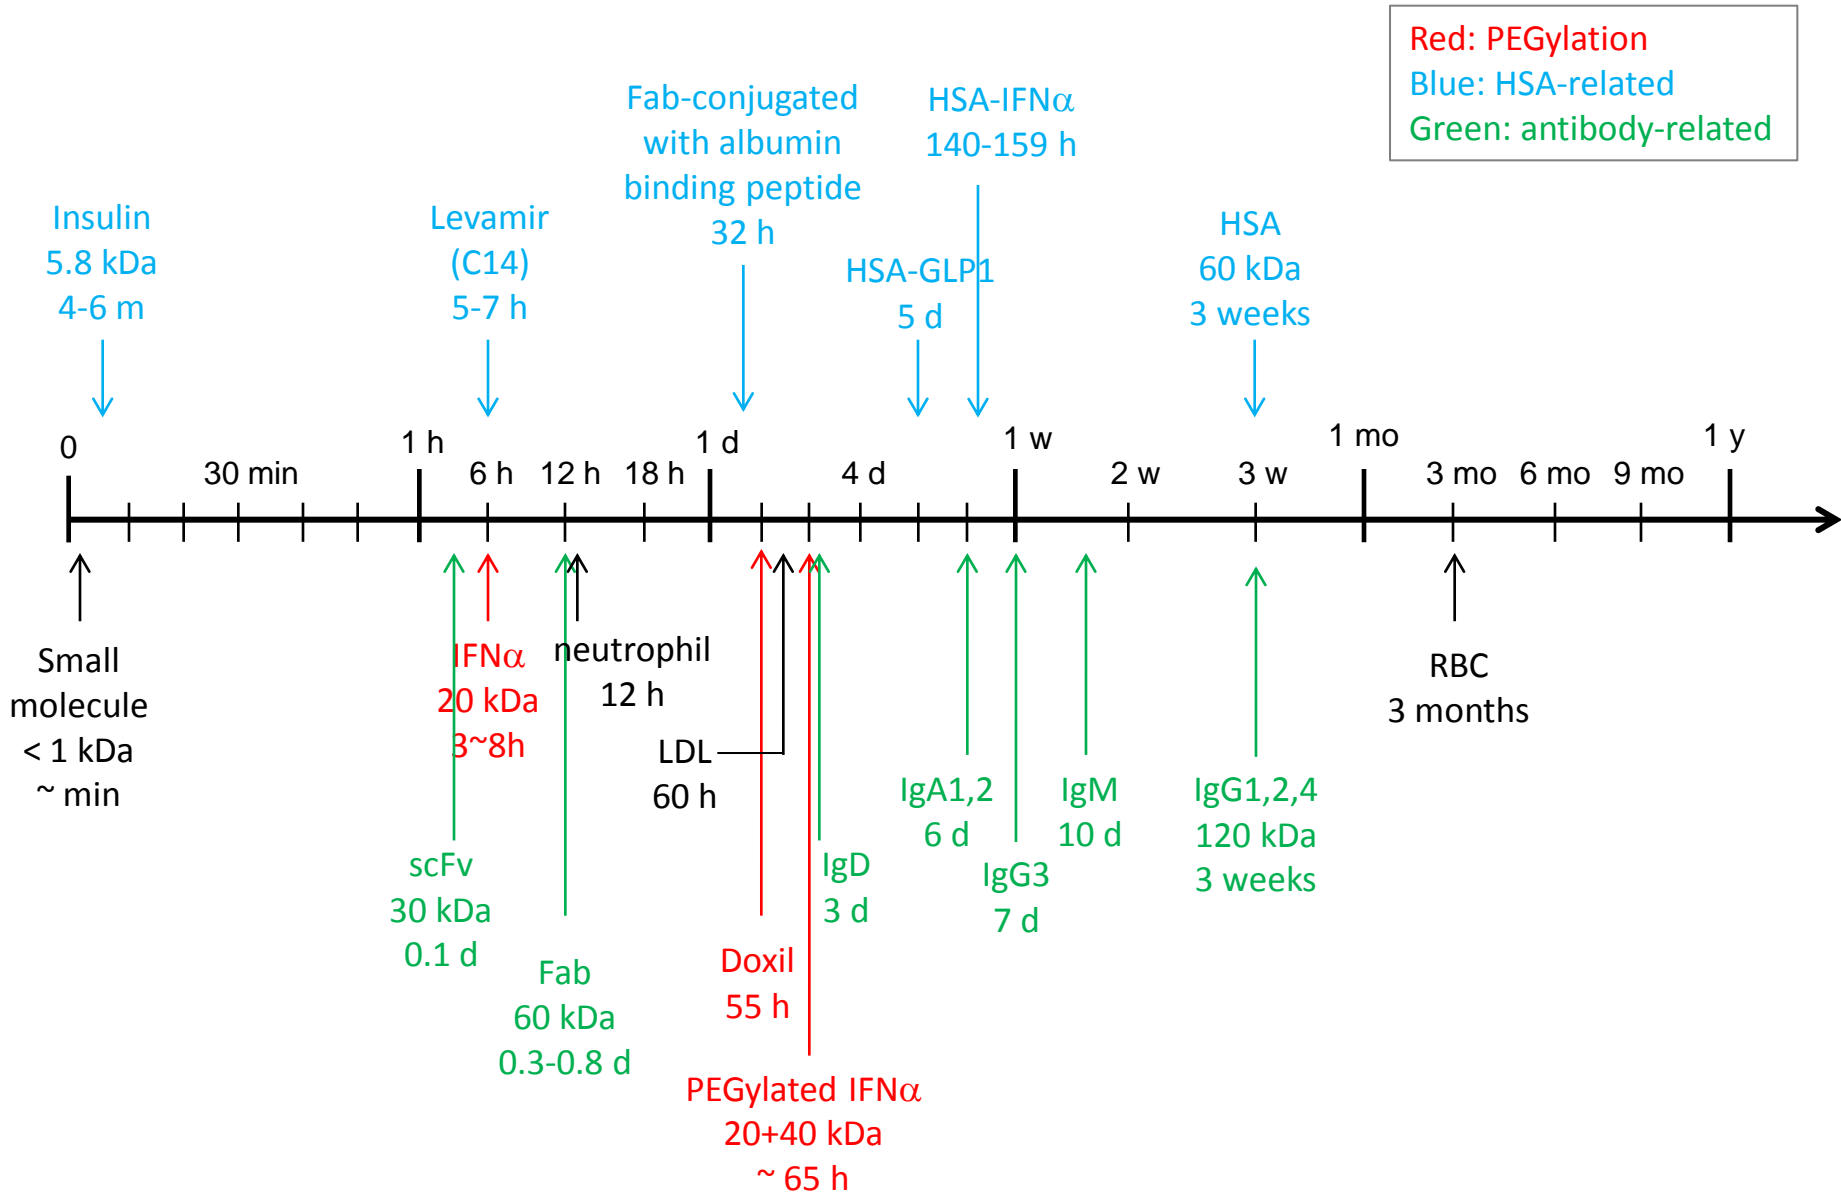 Red: PEGylation
Blue: HSA-related
Green: antibody-related
Insulin
5.8 kDa
4-6 m
Levamir
(C14)
5-7 h
Fab-conjugated
with albumin
binding peptide
32 h
HSA-IFNα
140-159 h
HSA-GLP1
5 d
HSA
60 kDa
3 weeks
0
30 min
1 h
6 h
12 h
18 h
1 d
4 d
1 w
2 w
3 w
1 mo
3 mo
6 mo
9 mo
1 y
Small
molecule
< 1 kDa
~ min
scFv
30 kDa
0.1 d
IFNα
20 kDa
3~8h
Fab
60 kDa
0.3-0.8 d
neutrophil
12 h
LDL
60 h
Doxil
55 h
PEGylated IFNα
20+40 kDa
~ 65 h
IgD
3 d
IgA1,2
6 d
IgG3
7 d
IgM
10 d
IgG1,2,4
120 kDa
3 weeks
RBC
3 months